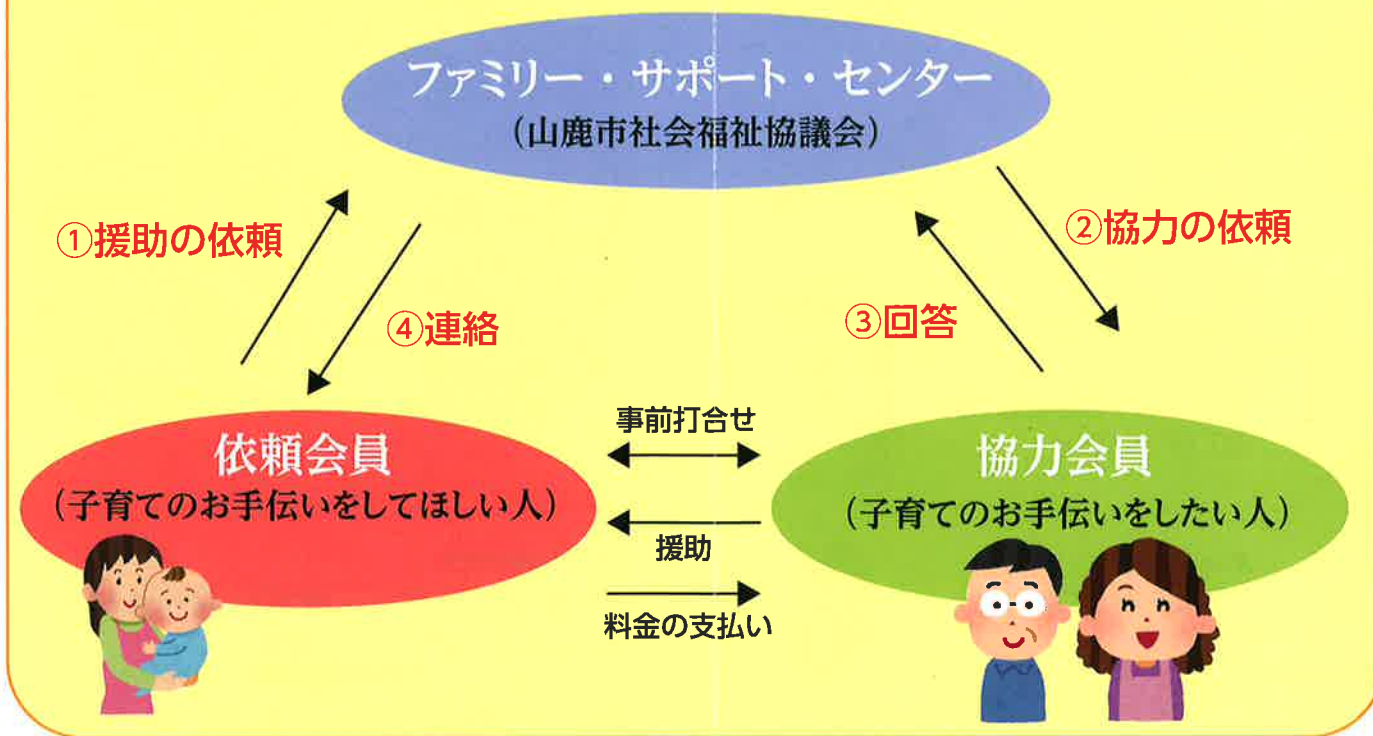 ファミリー・サポート・センター
（山鹿市社会福祉協議会）
①援助の依頼
②協力の依頼
④連絡
③回答
事前打合せ
依頼会員
（子育てのお手伝いをしてほしい人）
協力会員
（子育てのお手伝いをしたい人）
援助
料金の支払い